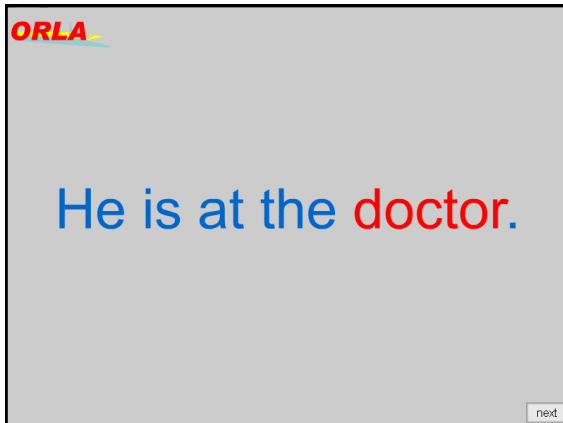 ORLA
He is at the doctor.
next